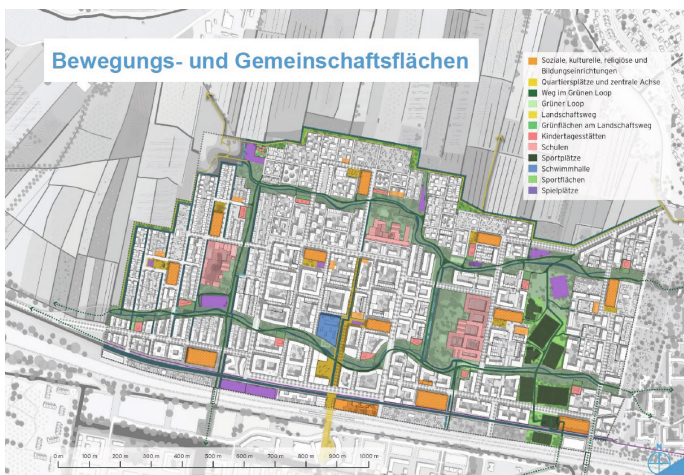 Bewegungs- und Gemeinschaftsflächen
Soziale, kulturelle, religiöse und
Bildungseinrichtungen
Quartiersplätze und zentrale Achse
Weg im Grünen Loop
Grüner Loop
Landschaftsweg
Grünflächen am Landschaftsweg
Kindertagesstätten
Schulen
Sportplätze
Schwimmhalle
Sportflächen
Spielplätze
0 m 100 m 200 m 300 m 400 m 500 m 600 m 700 m 800 m 900 m 1000 m